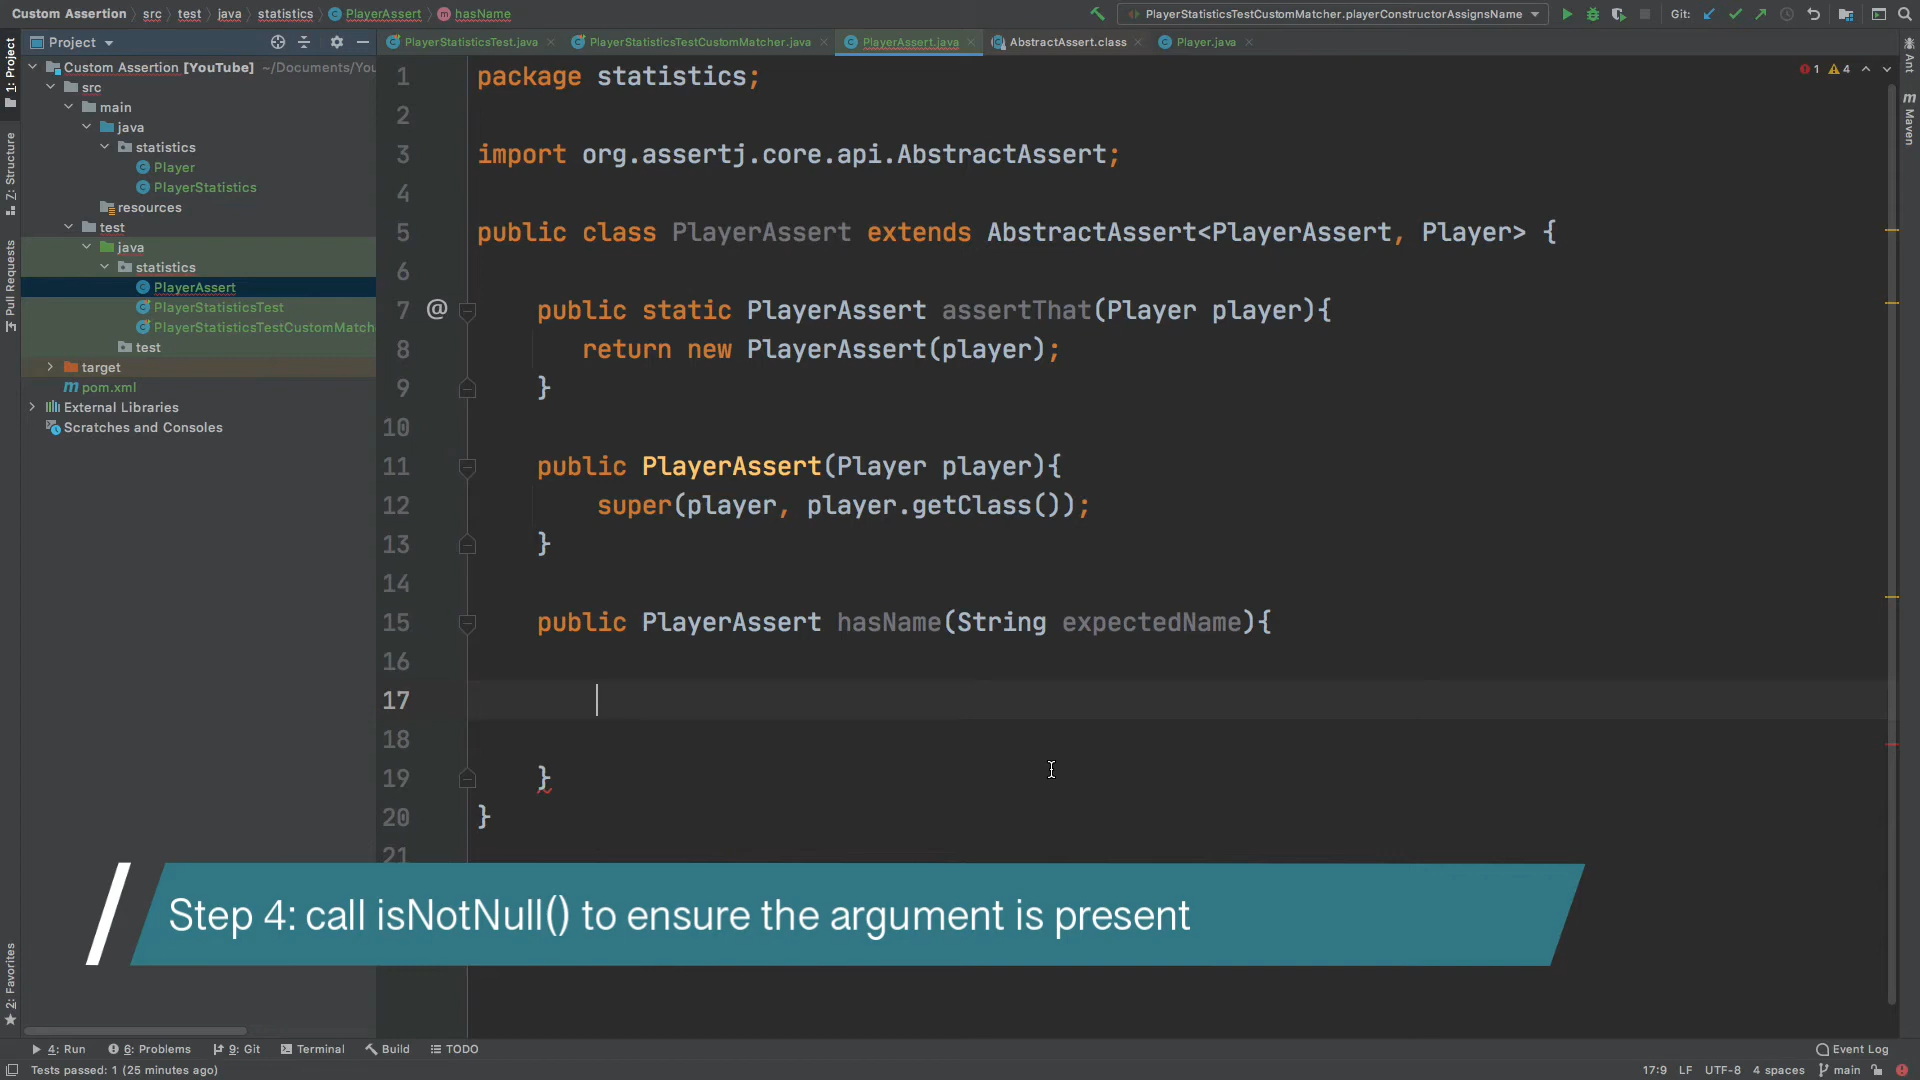 Custom Assertion src test java statistics PlayerAssert hasName PlayerStatisticsTestCustomMatcher.playerConstructorAssignsName Git:
Project PlayerStatisticsTest.java PlayerStatisticsTestCustomMatcher.java PlayerAssert.java AbstractAssert.class Player.java
1: Project
Z: Structure
Pull Requests
2: Favorites
Custom Assertion [YouTube] ~/Documents/You
src
main
java
statistics
Player
PlayerStatistics
resources
test
java
statistics
PlayerAssert
PlayerStatisticsTest
PlayerStatisticsTestCustomMatch
test
target
pom.xml
External Libraries
Scratches and Consoles
1 4
Ant
Maven
1 package statistics;
2
3 import org.assertj.core.api.AbstractAssert;
4
5 public class PlayerAssert extends AbstractAssert<PlayerAssert, Player> {
6
7 @ public static PlayerAssert assertThat(Player player){
8 return new PlayerAssert(player);
9 }
10
11 public PlayerAssert(Player player){
12 super(player, player.getClass());
13 }
14
15 public PlayerAssert hasName(String expectedName){
16
17
18
19 }
20 }
21
Step 4: call isNotNull() to ensure the argument is present
4: Run 6: Problems 9: Git Terminal Build TODO Event Log
Tests passed: 1 (25 minutes ago) 17:9 LF UTF-8 4 spaces main